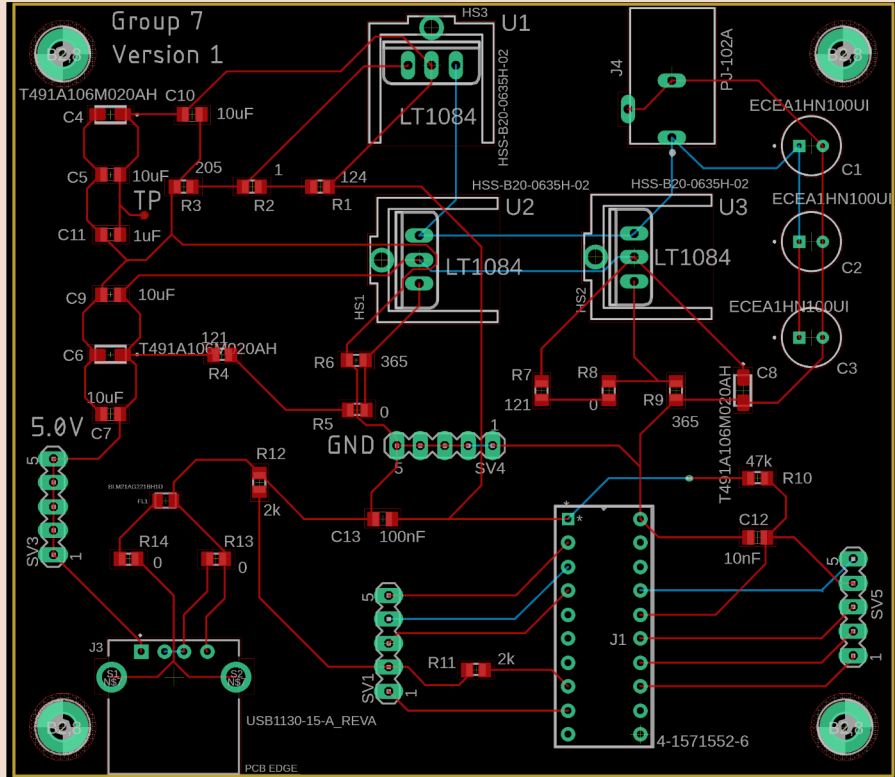 Group 7
Version 1
HS3
U1
LT1084
HSS-B20-0635H-02
J4
PJ-102A
T491A106M020AH
C4
C10
10uF
ECEA1HN100UI
C1
C5
10uF
205
R3
1
R2
124
R1
TP
C11
1uF
HSS-B20-0635H-02
U2
LT1084
HS1
HSS-B20-0635H-02
U3
LT1084
HS2
ECEA1HN100UI
C2
C9
10uF
ECEA1HN100UI
C3
C6
T491A106M020AH
121
R4
R6
365
R5
0
R7
121
R8
0
R9
365
C8
T491A106M020AH
10uF
C7
5.0V
5
SV3
1
GND
5
1
SV4
R12
2k
BLM21AG221BH1D
FL1
47k
R10
C13
100nF
*
*
C12
10nF
R14
0
R13
0
5
SV1
1
R11
2k
J1
4-1571552-6
5
SV5
1
J3
S1
S2
USB1130-15-A_REVA
PCB EDGE